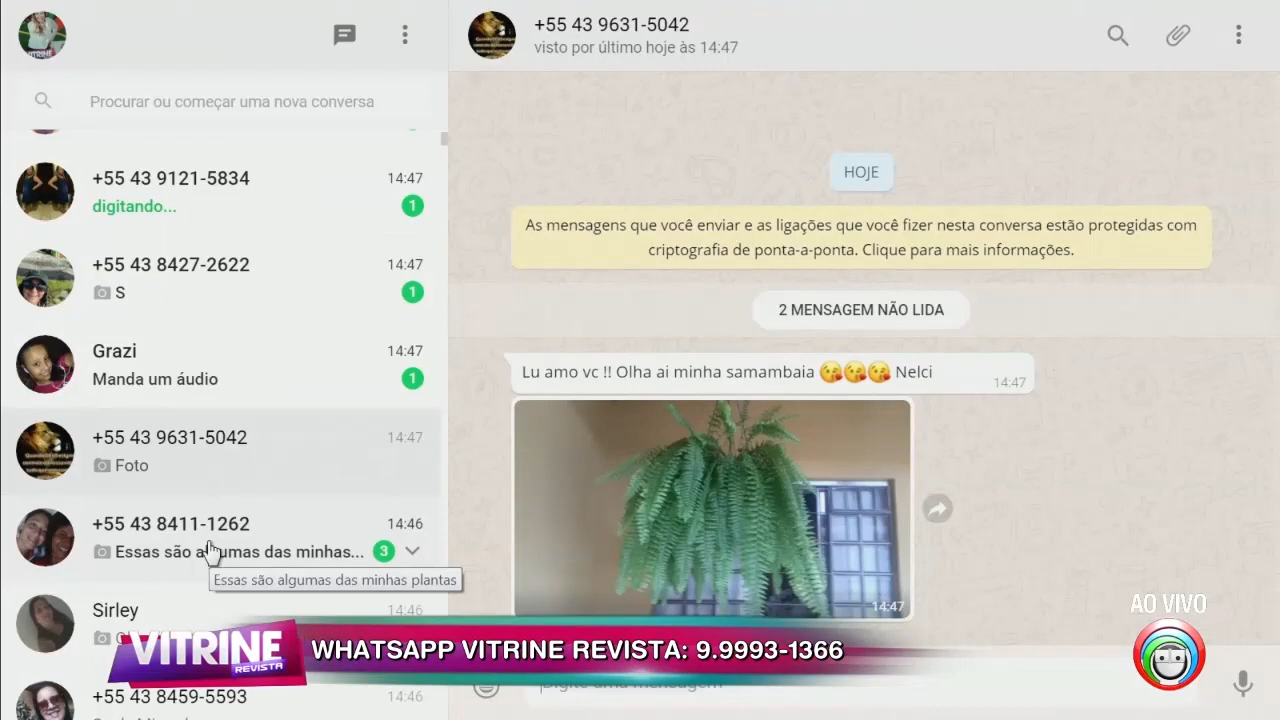 +55 43 9631-5042
visto por último hoje às 14:47
Procurar ou começar uma nova conversa
+55 43 9121-5834
14:47
digitando...
1
+55 43 8427-2622
14:47
S
1
Grazi
14:47
Manda um áudio
1
+55 43 9631-5042
14:47
Foto
+55 43 8411-1262
14:46
Essas são algumas das minhas...
3
Essas são algumas das minhas plantas
Sirley
14:46
+55 43 8459-5593
14:46
HOJE
As mensagens que você enviar e as ligações que você fizer nesta conversa estão protegidas com
criptografia de ponta-a-ponta. Clique para mais informações.
2 MENSAGEM NÃO LIDA
Lu amo vc !! Olha ai minha samambaia 😘😘😘 Nelci
14:47
14:47
AO VIVO
VITRINE
REVISTA
WHATSAPP VITRINE REVISTA: 9.9993-1366